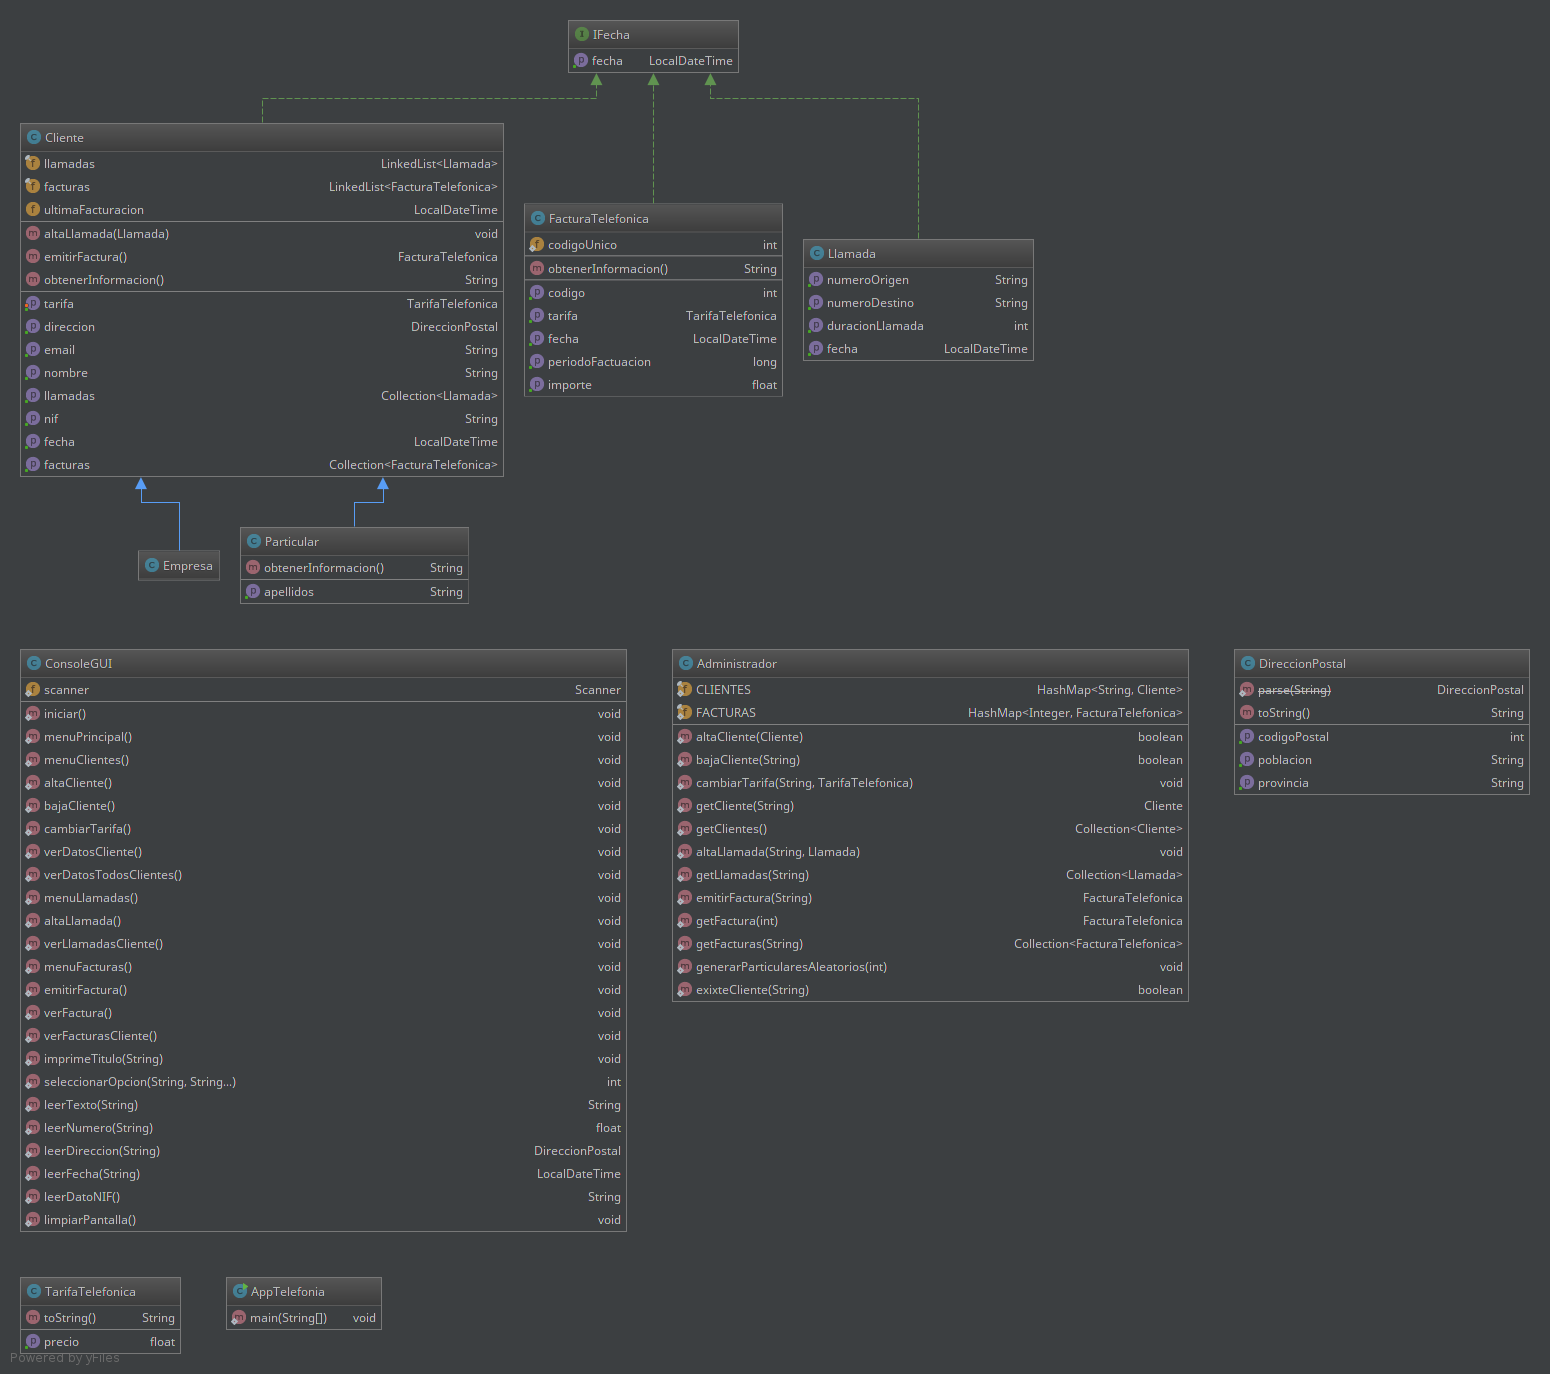 IFecha
fecha LocalDateTime
Cliente
llamadas LinkedList<Llamada>
facturas LinkedList<FacturaTelefonica>
ultimaFacturacion LocalDateTime
altaLlamada(Llamada) void
emitirFactura() FacturaTelefonica
obtenerInformacion() String
tarifa TarifaTelefonica
direccion DireccionPostal
email String
nombre String
llamadas Collection<Llamada>
nif String
fecha LocalDateTime
facturas Collection<FacturaTelefonica>
FacturaTelefonica
codigoUnico int
obtenerInformacion() String
codigo int
tarifa TarifaTelefonica
fecha LocalDateTime
periodoFactuacion long
importe float
Llamada
numeroOrigen String
numeroDestino String
duracionLlamada int
fecha LocalDateTime
Empresa
Particular
obtenerInformacion() String
apellidos String
ConsoleGUI
scanner Scanner
iniciar() void
menuPrincipal() void
menuClientes() void
altaCliente() void
bajaCliente() void
cambiarTarifa() void
verDatosCliente() void
verDatosTodosClientes() void
menuLlamadas() void
altaLlamada() void
verLlamadasCliente() void
menuFacturas() void
emitirFactura() void
verFactura() void
verFacturasCliente() void
imprimeTitulo(String) void
seleccionarOpcion(String, String...) int
leerTexto(String) String
leerNumero(String) float
leerDireccion(String) DireccionPostal
leerFecha(String) LocalDateTime
leerDatoNIF() String
limpiarPantalla() void
Administrador
CLIENTES HashMap<String, Cliente>
FACTURAS HashMap<Integer, FacturaTelefonica>
altaCliente(Cliente) boolean
bajaCliente(String) boolean
cambiarTarifa(String, TarifaTelefonica) void
getCliente(String) Cliente
getClientes() Collection<Cliente>
altaLlamada(String, Llamada) void
getLlamadas(String) Collection<Llamada>
emitirFactura(String) FacturaTelefonica
getFactura(int) FacturaTelefonica
getFacturas(String) Collection<FacturaTelefonica>
generarParticularesAleatorios(int) void
exixteCliente(String) boolean
DireccionPostal
parse(String) DireccionPostal
toString() String
codigoPostal int
poblacion String
provincia String
TarifaTelefonica
toString() String
precio float
AppTelefonia
main(String[]) void
Powered by yFiles